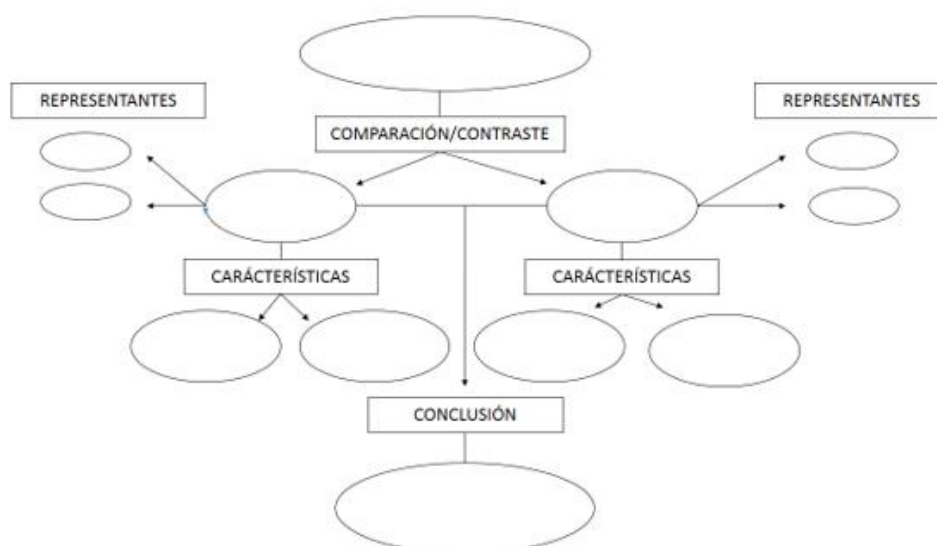 REPRESENTANTES
REPRESENTANTES
COMPARACIÓN/CONTRASTE
CARÁCTERÍSTICAS
CARÁCTERÍSTICAS
CONCLUSIÓN